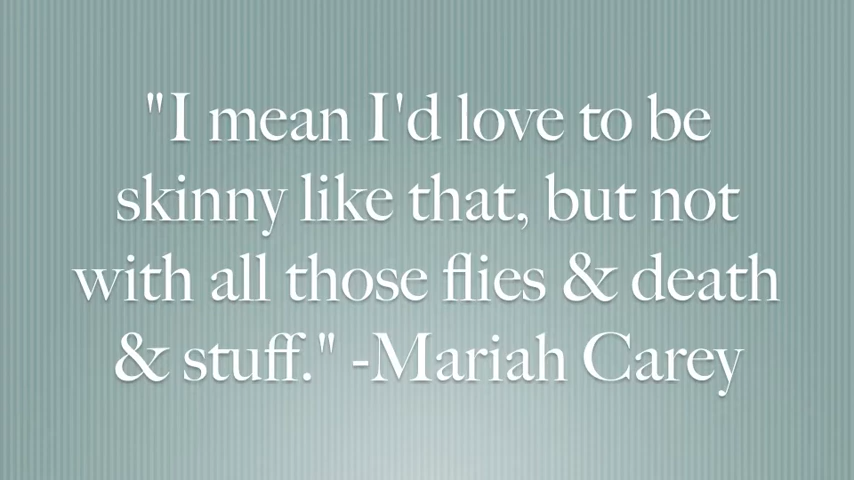 "I mean I'd love to be
skinny like that, but not
with all those flies & death
& stuff." -Mariah Carey